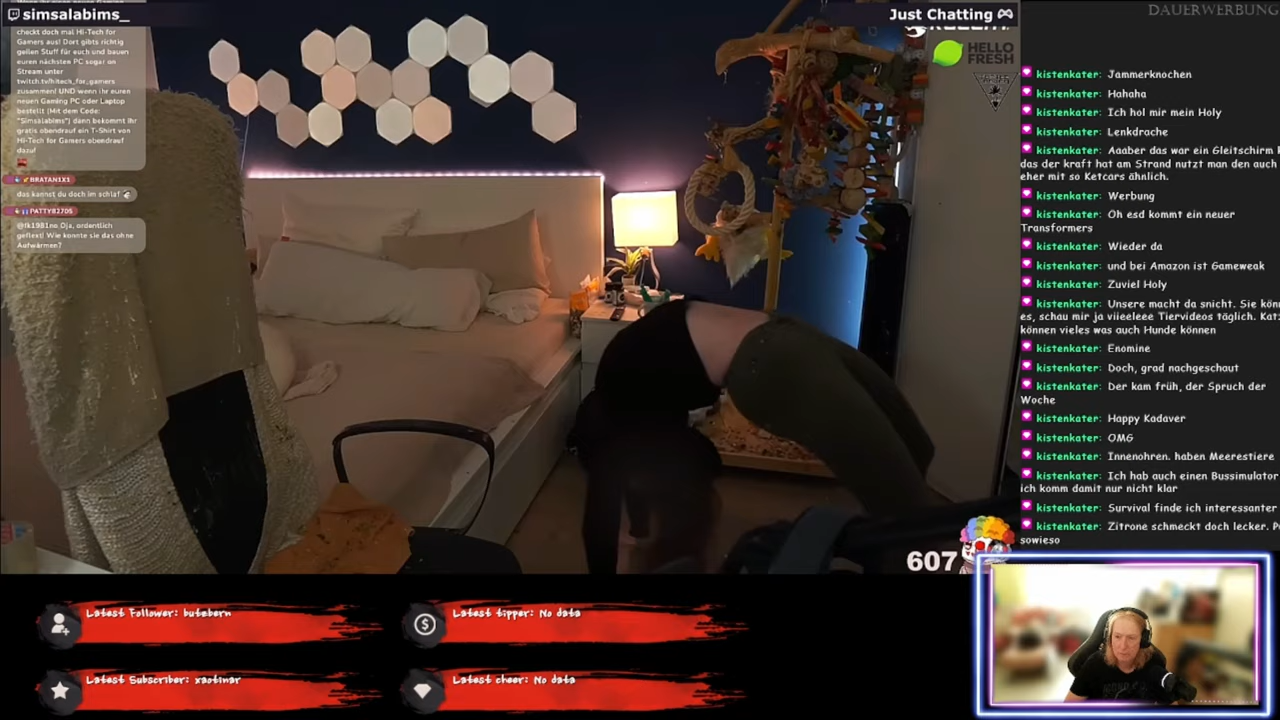 simsalabims_
checkt doch mal Hi-Tech for
Gamers aus! Dort gibts richtig
geilen Stuff für euch und bauen
euren nächsten PC sogar on
Stream unter
twitch.tv/hitech_for_gamers
zusammen! UND wenn ihr euren
neuen Gaming PC oder Laptop
bestellt (Mit dem Code:
"Simsalabims") dann bekommt ihr
gratis obendrauf ein T-Shirt von
Hi-Tech for Gamers obendrauf
dazu!
BRATAN1X1
das kannst du doch im schlaf
PATTY82705
@fk1981no Dja, ordentlich
geflext! Wie konnte sie das ohne
Aufwärmen?
Just Chatting
HELLO
FRESH
607
DAUERWERBUNG
kistenkater: Jammerknochen
kistenkater: Hahaha
kistenkater: Ich hol mir mein Holy
kistenkater: Lenkdrache
kistenkater: Aaaber das war ein Gleitschirm
das der kraft hat am Strand nutzt man den auch
eher mit so Ketcars ähnlich.
kistenkater: Werbung
kistenkater: Oh esd kommt ein neuer
Transformers
kistenkater: Wieder da
kistenkater: und bei Amazon ist Gameweak
kistenkater: Zuviel Holy
kistenkater: Unsere macht da snicht. Sie kön
es, schau mir ja viieeleee Tiervideos täglich. Kat
können vieles was auch Hunde können
kistenkater: Enomine
kistenkater: Doch, grad nachgeschaut
kistenkater: Der kam früh, der Spruch der
Woche
kistenkater: Happy Kadaver
kistenkater: OMG
kistenkater: Innenohren. haben Meerestiere
kistenkater: Ich hab auch einen Bussimulator
ich komm damit nur nicht klar
kistenkater: Survival finde ich interessanter
kistenkater: Zitrone schmeckt doch lecker. P
sowieso
Latest Follower: butebern
Latest tipper: No data
Latest Subscriber: xaotinar
Latest cheer: No data